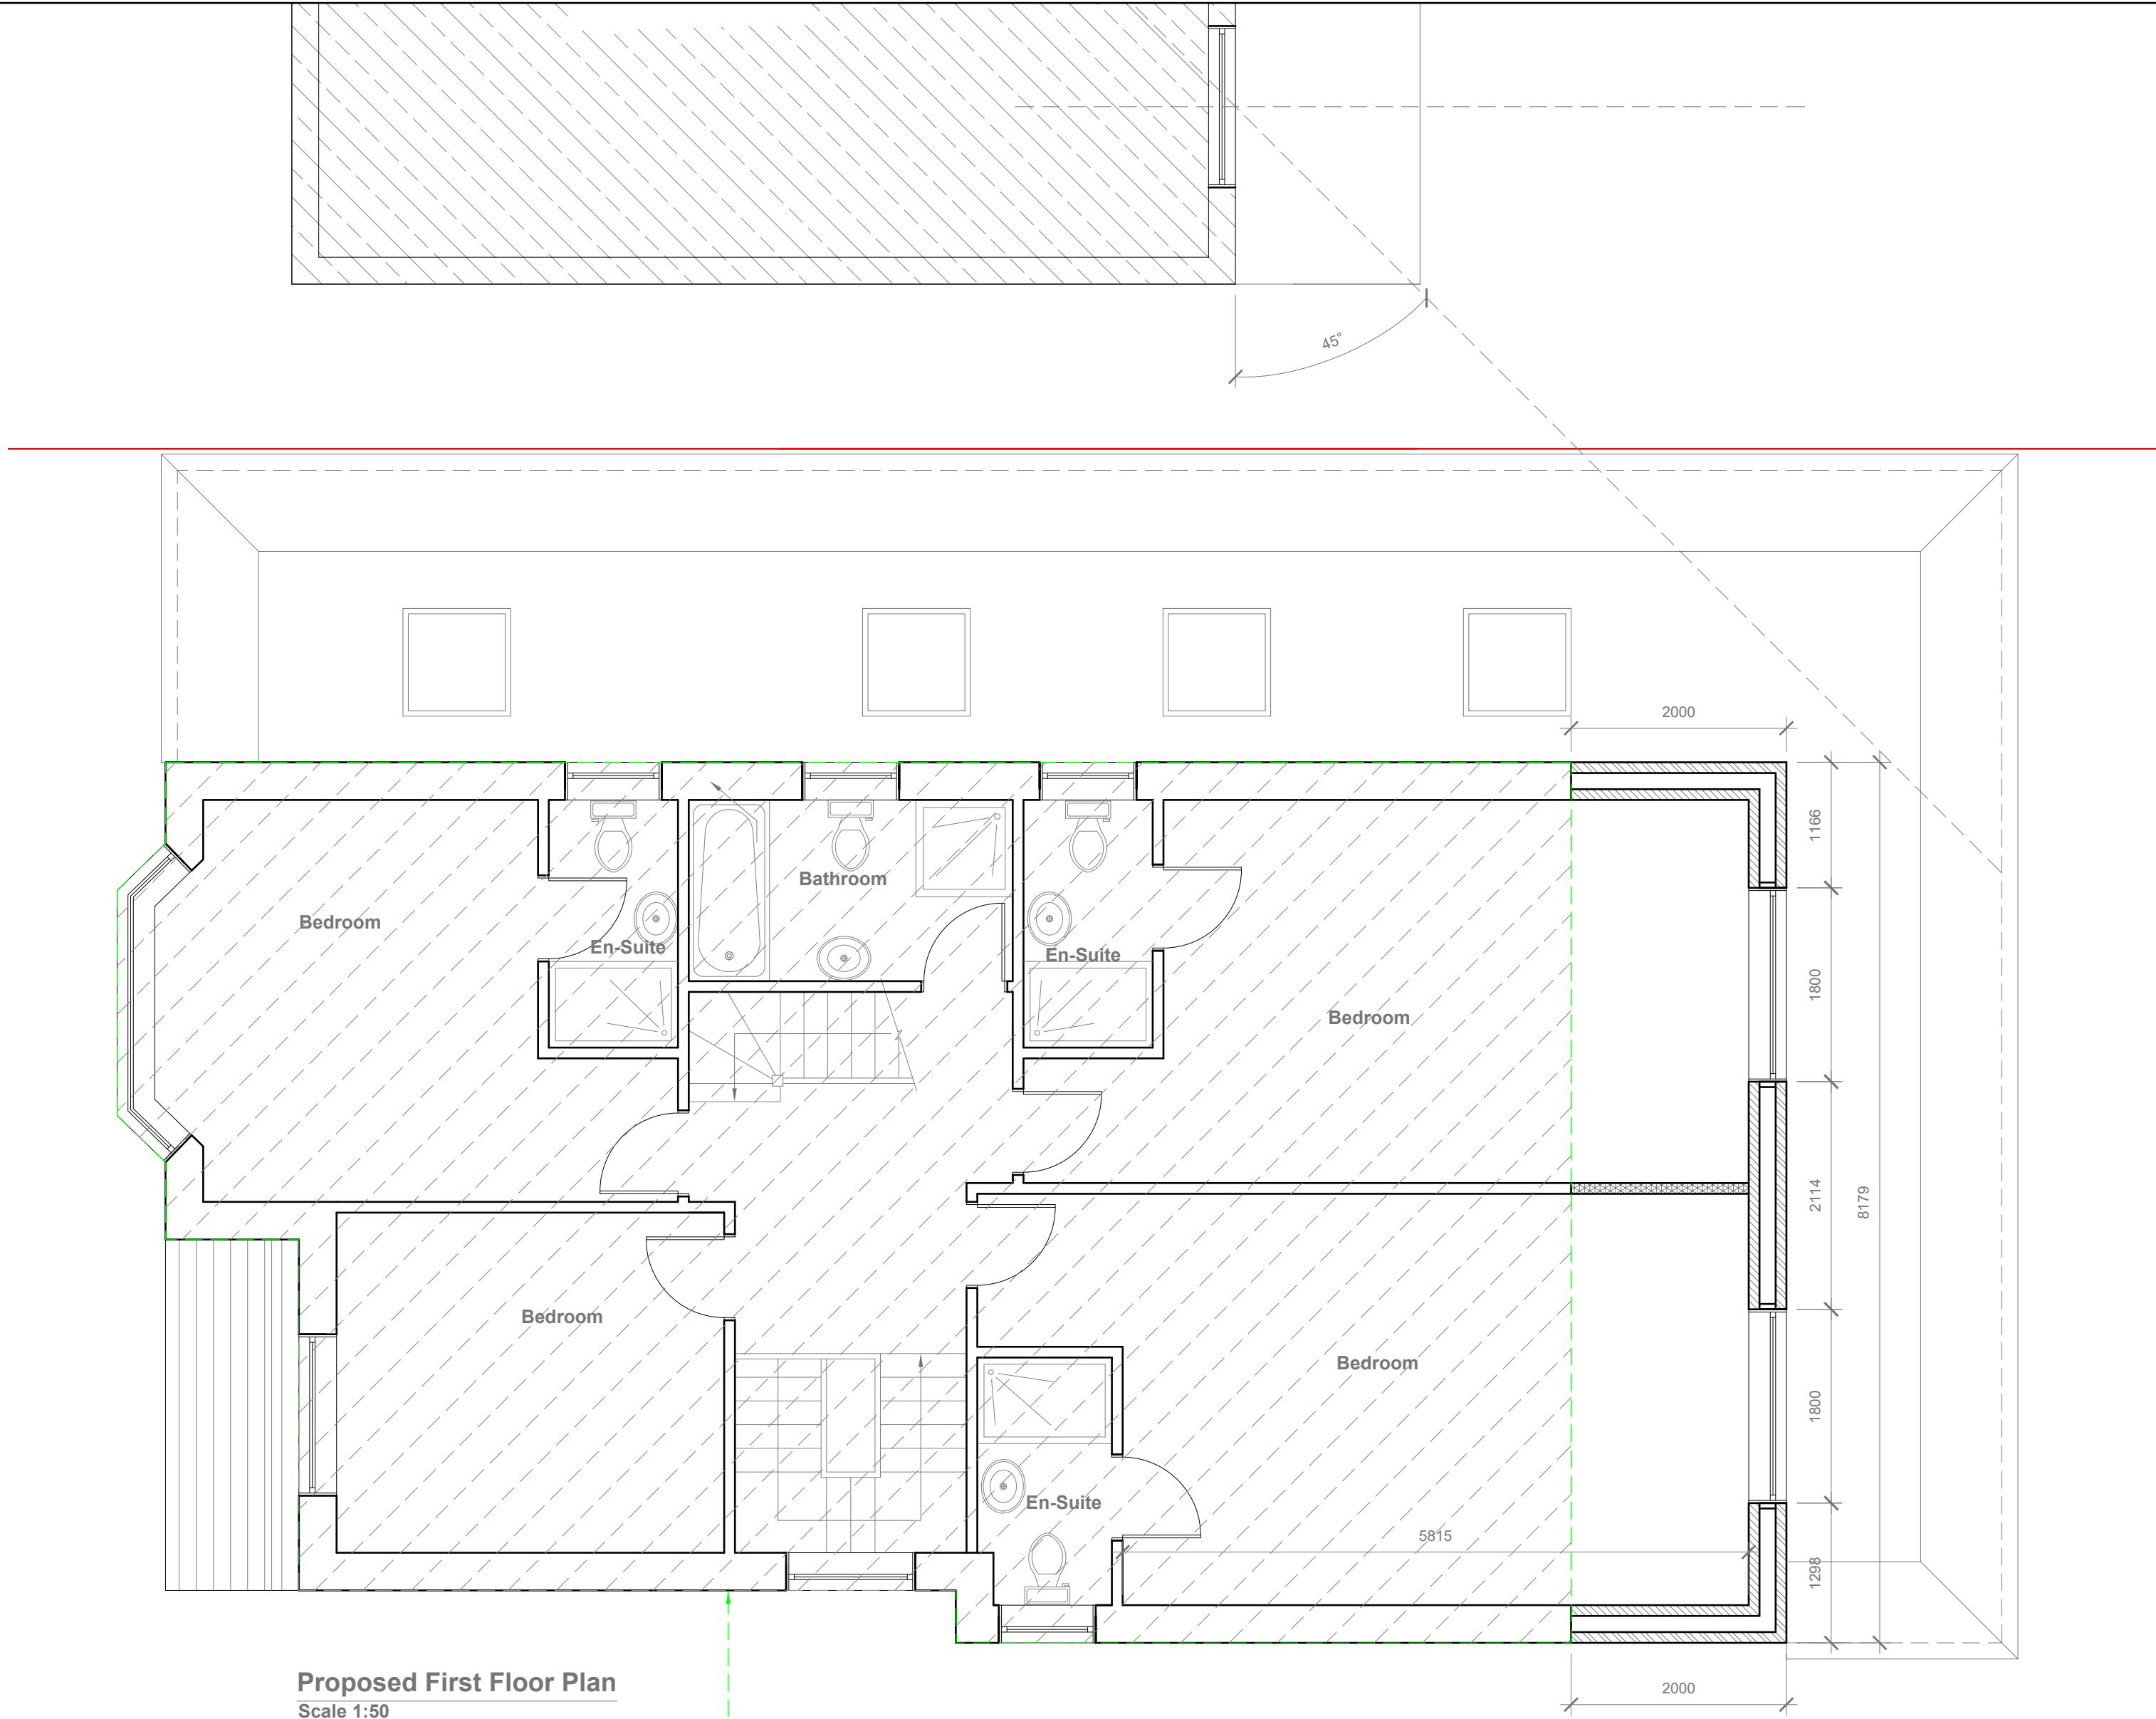 45°
2000
1166
Bathroom
Bedroom
En-Suite
En-Suite
1800
Bedroom
2114
8179
Bedroom
Bedroom
1800
En-Suite
5815
1298
Proposed First Floor Plan
2000
Scale 1:50